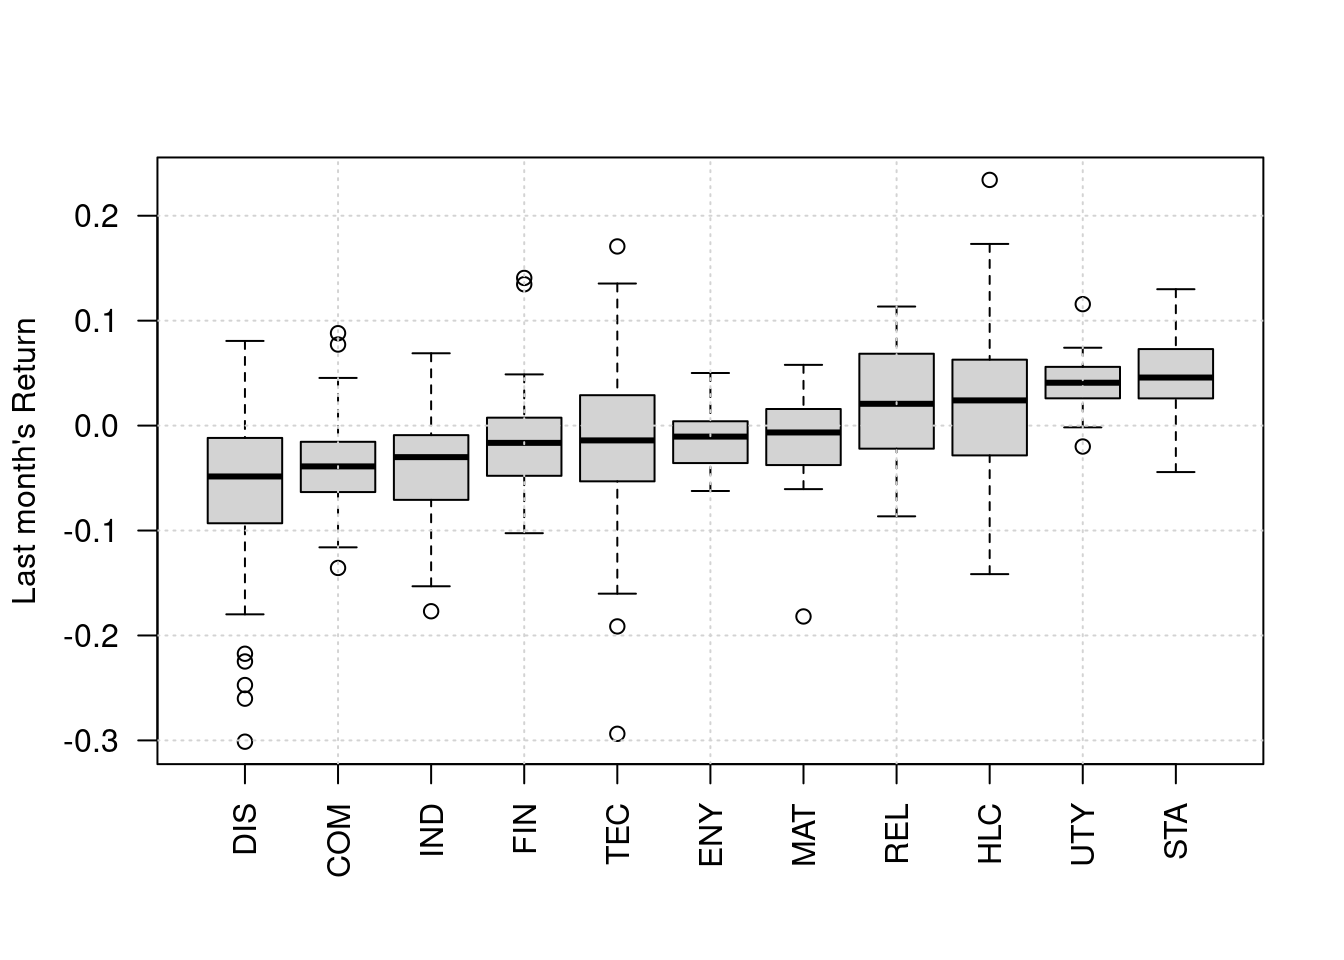 Last month's Return
0.2
0.1
0.0
-0.1
-0.2
-0.3
DIS
COM
IND
FIN
TEC
ENY
MAT
REL
HLC
UTY
STA